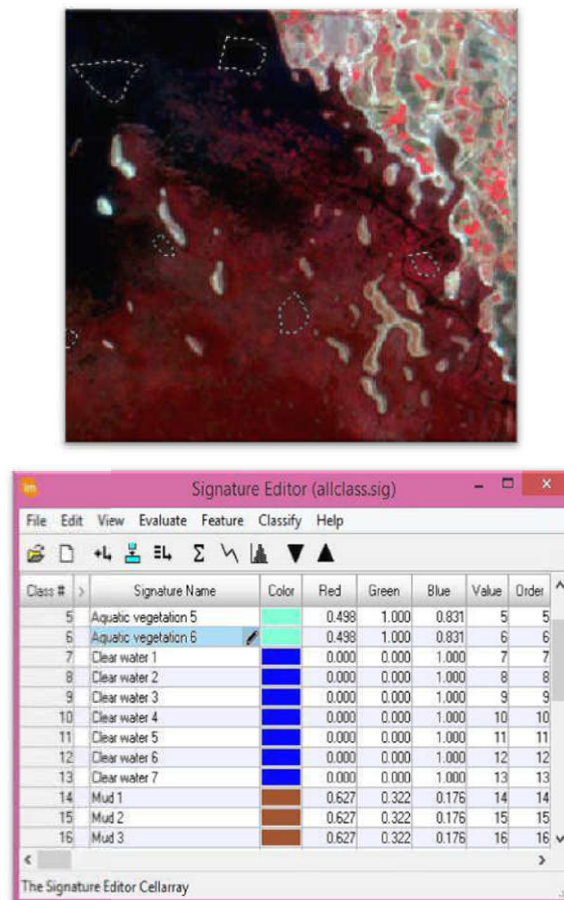 Signature Editor (allclass.sig)
File Edit View Evaluate Feature Classify Help
Class # > Signature Name Color Red Green Blue Value Order
5 Aquatic vegetation 5 0.498 1.000 0.831 5 5
6 Aquatic vegetation 6 0.498 1.000 0.831 6 6
7 Clear water 1 0.000 0.000 1.000 7 7
8 Clear water 2 0.000 0.000 1.000 8 8
9 Clear water 3 0.000 0.000 1.000 9 9
10 Clear water 4 0.000 0.000 1.000 10 10
11 Clear water 5 0.000 0.000 1.000 11 11
12 Clear water 6 0.000 0.000 1.000 12 12
13 Clear water 7 0.000 0.000 1.000 13 13
14 Mud 1 0.627 0.322 0.176 14 14
15 Mud 2 0.627 0.322 0.176 15 15
16 Mud 3 0.627 0.322 0.176 16 16
The Signature Editor Cellarray